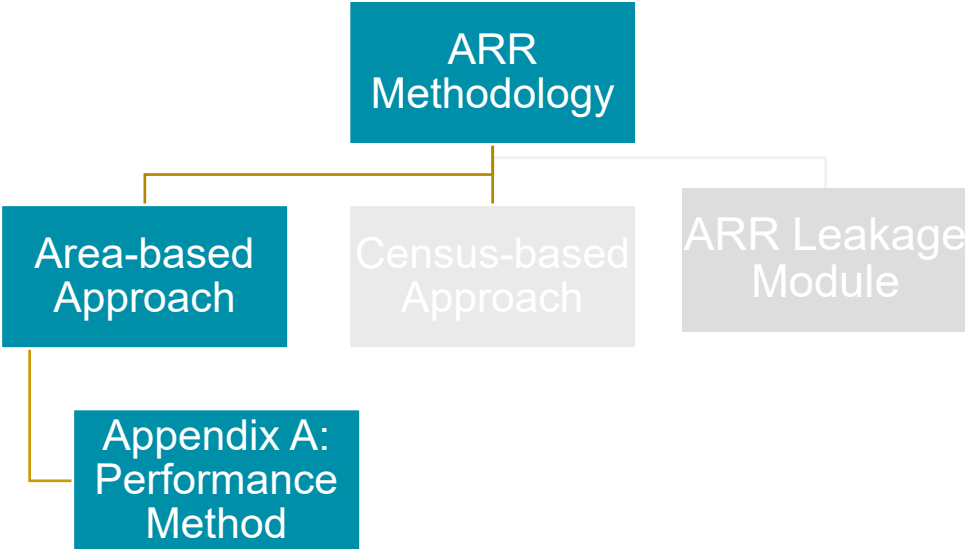 ARR
Methodology
Area-based
Approach
Census-based
Approach
ARR Leakage
Module
Appendix A:
Performance
Method